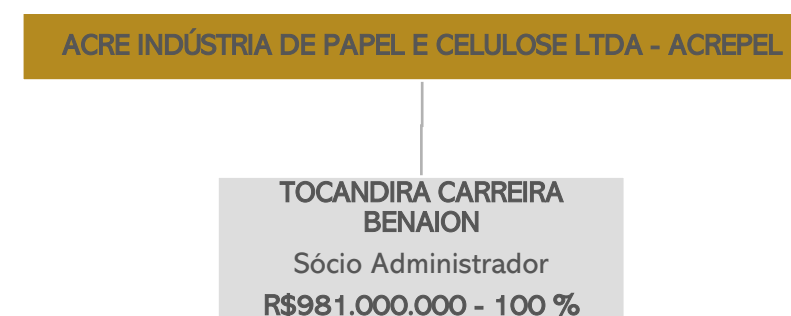 ACRE INDÚSTRIA DE PAPEL E CELULOSE LTDA - ACREPEL
TOCANDIRA CARREIRA
BENAION
Sócio Administrador
R$981.000.000 - 100 %